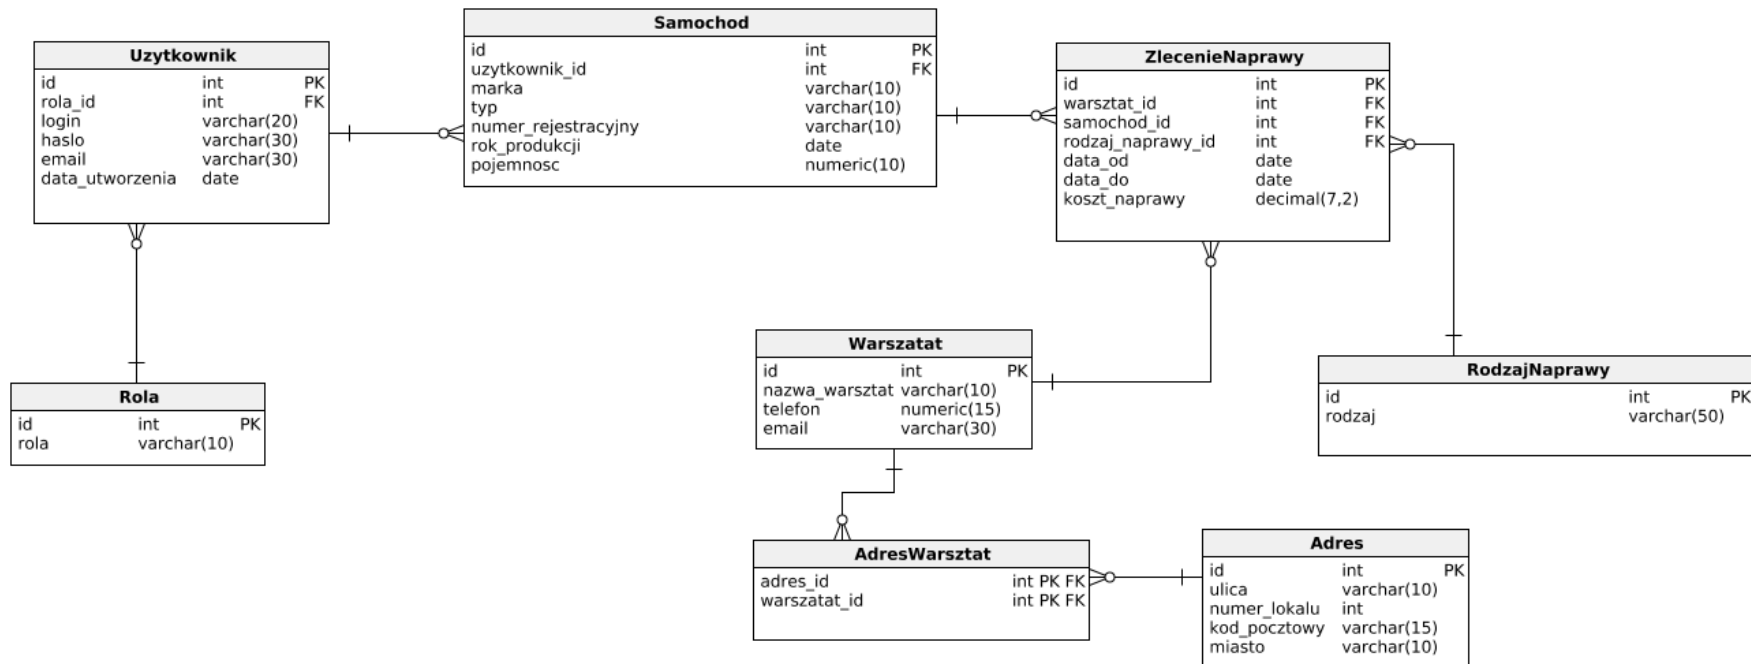 Uzytkownik
id int PK
rola_id int FK
login varchar(20)
haslo varchar(30)
email varchar(30)
data_utworzenia date
Samochod
id int PK
uzytkownik_id int FK
marka varchar(10)
typ varchar(10)
numer_rejestracyjny varchar(10)
rok_produkcji date
pojemnosc numeric(10)
ZlecenieNaprawy
id int PK
warsztat_id int FK
samochod_id int FK
rodzaj_naprawy_id int FK
data_od date
data_do date
koszt_naprawy decimal(7,2)
Rola
id int PK
rola varchar(10)
Warszatat
id int PK
nazwa_warsztat varchar(10)
telefon numeric(15)
email varchar(30)
RodzajNaprawy
id int PK
rodzaj varchar(50)
AdresWarsztat
adres_id int PK FK
warszatat_id int PK FK
Adres
id int PK
ulica varchar(10)
numer_lokalu int
kod_pocztowy varchar(15)
miasto varchar(10)